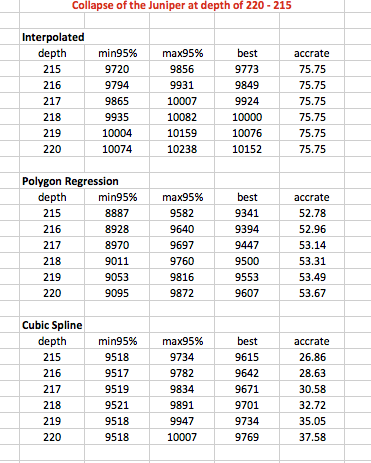 Collapse of the Juniper at depth of 220 - 215
Interpolated
depth min95% max95% best accrate
215 9720 9856 9773 75.75
216 9794 9931 9849 75.75
217 9865 10007 9924 75.75
218 9935 10082 10000 75.75
219 10004 10159 10076 75.75
220 10074 10238 10152 75.75
Polygon Regression
depth min95% max95% best accrate
215 8887 9582 9341 52.78
216 8928 9640 9394 52.96
217 8970 9697 9447 53.14
218 9011 9760 9500 53.31
219 9053 9816 9553 53.49
220 9095 9872 9607 53.67
Cubic Spline
depth min95% max95% best accrate
215 9518 9734 9615 26.86
216 9517 9782 9642 28.63
217 9519 9834 9671 30.58
218 9521 9891 9701 32.72
219 9518 9947 9734 35.05
220 9518 10007 9769 37.58